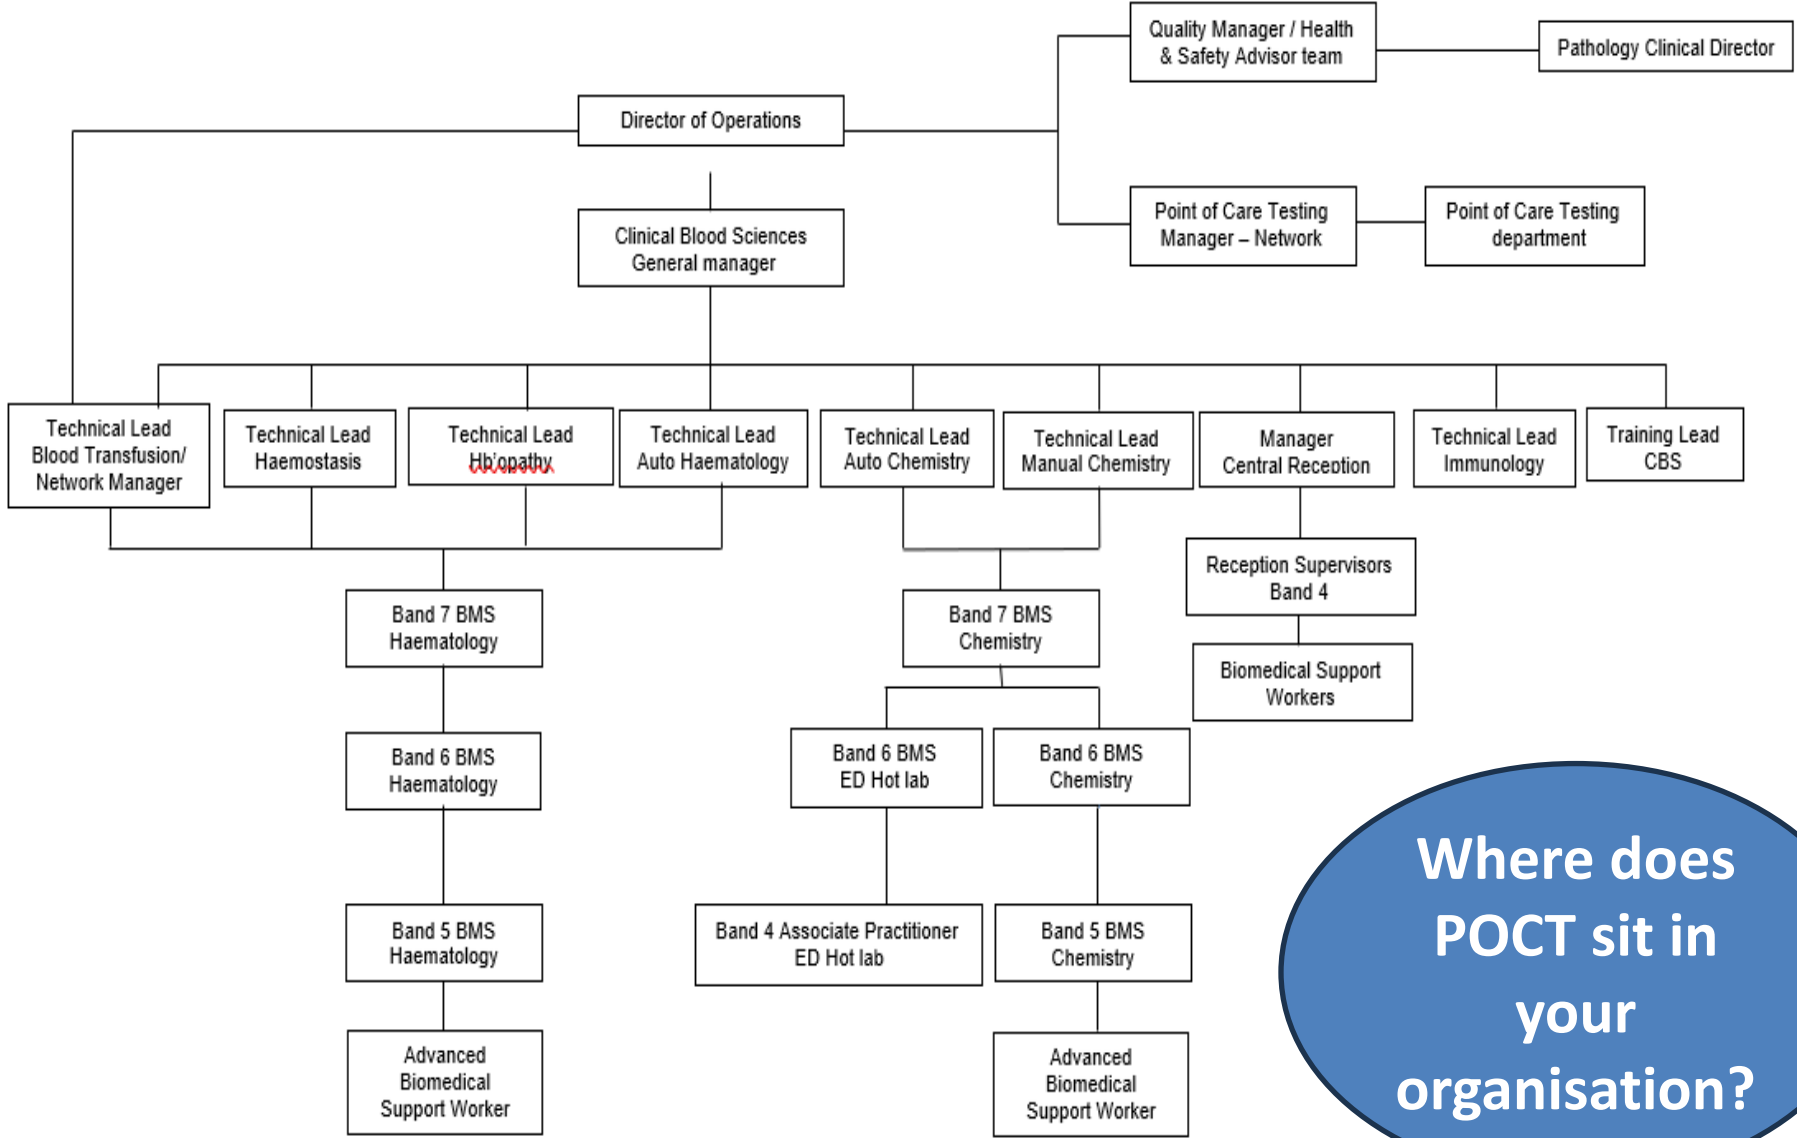 Quality Manager / Health
& Safety Advisor team
Pathology Clinical Director
Director of Operations
Point of Care Testing
Manager – Network
Point of Care Testing
department
Clinical Blood Sciences
General manager
Technical Lead
Blood Transfusion/
Network Manager
Technical Lead
Haemostasis
Technical Lead
Hb'opathy
Technical Lead
Auto Haematology
Technical Lead
Auto Chemistry
Technical Lead
Manual Chemistry
Manager
Central Reception
Technical Lead
Immunology
Training Lead
CBS
Reception Supervisors
Band 4
Band 7 BMS
Haematology
Band 7 BMS
Chemistry
Biomedical Support
Workers
Band 6 BMS
Haematology
Band 6 BMS
ED Hot lab
Band 6 BMS
Chemistry
Band 5 BMS
Haematology
Band 4 Associate Practitioner
ED Hot lab
Band 5 BMS
Chemistry
Advanced
Biomedical
Support Worker
Advanced
Biomedical
Support Worker
Where does
POCT sit in
your
organisation?